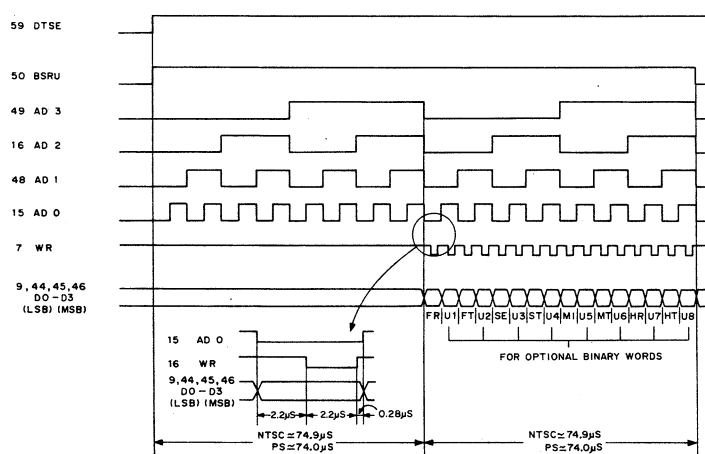 59 DTSE
50 BSRU
49 AD 3
16 AD 2
48 AD 1
15 AD 0
7 WR
9,44,45,46
D0-D3
(LSB) (MSB)
FR U1 FT U2 SE U3 ST U4 MI U5 MT U6 HR U7 HT U8
FOR OPTIONAL BINARY WORDS
15 AD 0
16 WR
9,44,45,46
D0-D3
(LSB) (MSB)
2.2µS 2.2µS 0.28µS
NTSC≃74.9µS
PS≃74.0µS
NTSC≃74.9µS
PS≃74.0µS